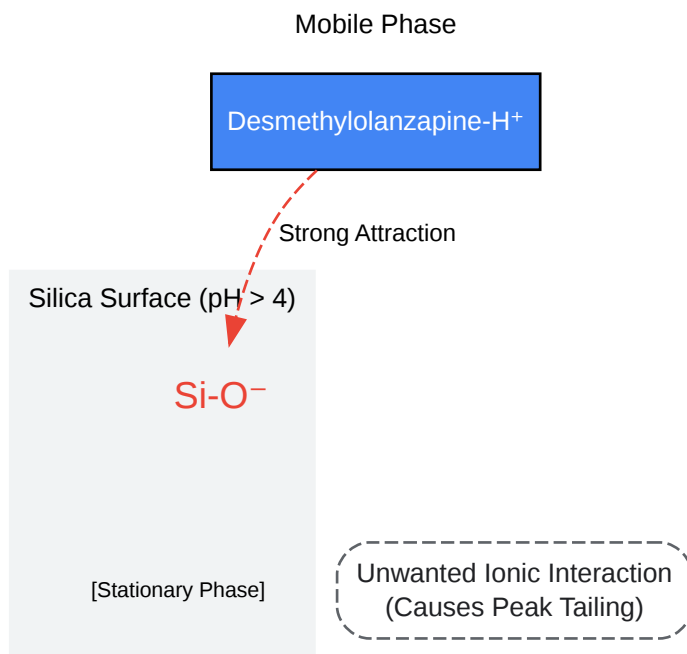 Mobile Phase
Desmethylolanzapine-H⁺
Strong Attraction
Silica Surface (pH > 4)
Si-O⁻
[Stationary Phase]
Unwanted Ionic Interaction
(Causes Peak Tailing)